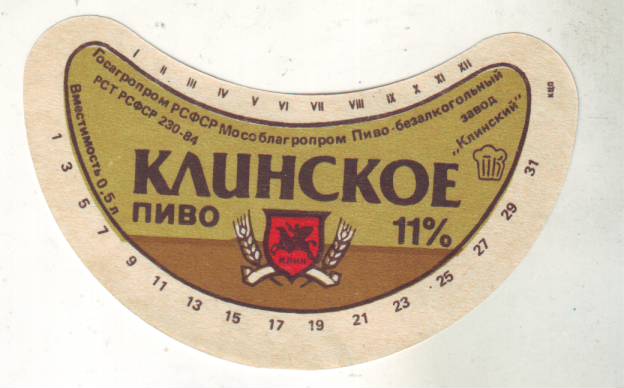 I II III IV V VI VII VIII IX X XI XII
Госагропром РСФСР Мособлагропром Пиво-безалкогольный
завод
„Клинский"
РСТ РСФСР 230-84
Вместимость 0,5 л
КЛИНСКОЕ
ПИВО
11%
КЛИН
ПК
1 3 5 7 9 11 13 15 17 19 21 23 25 27 29 31